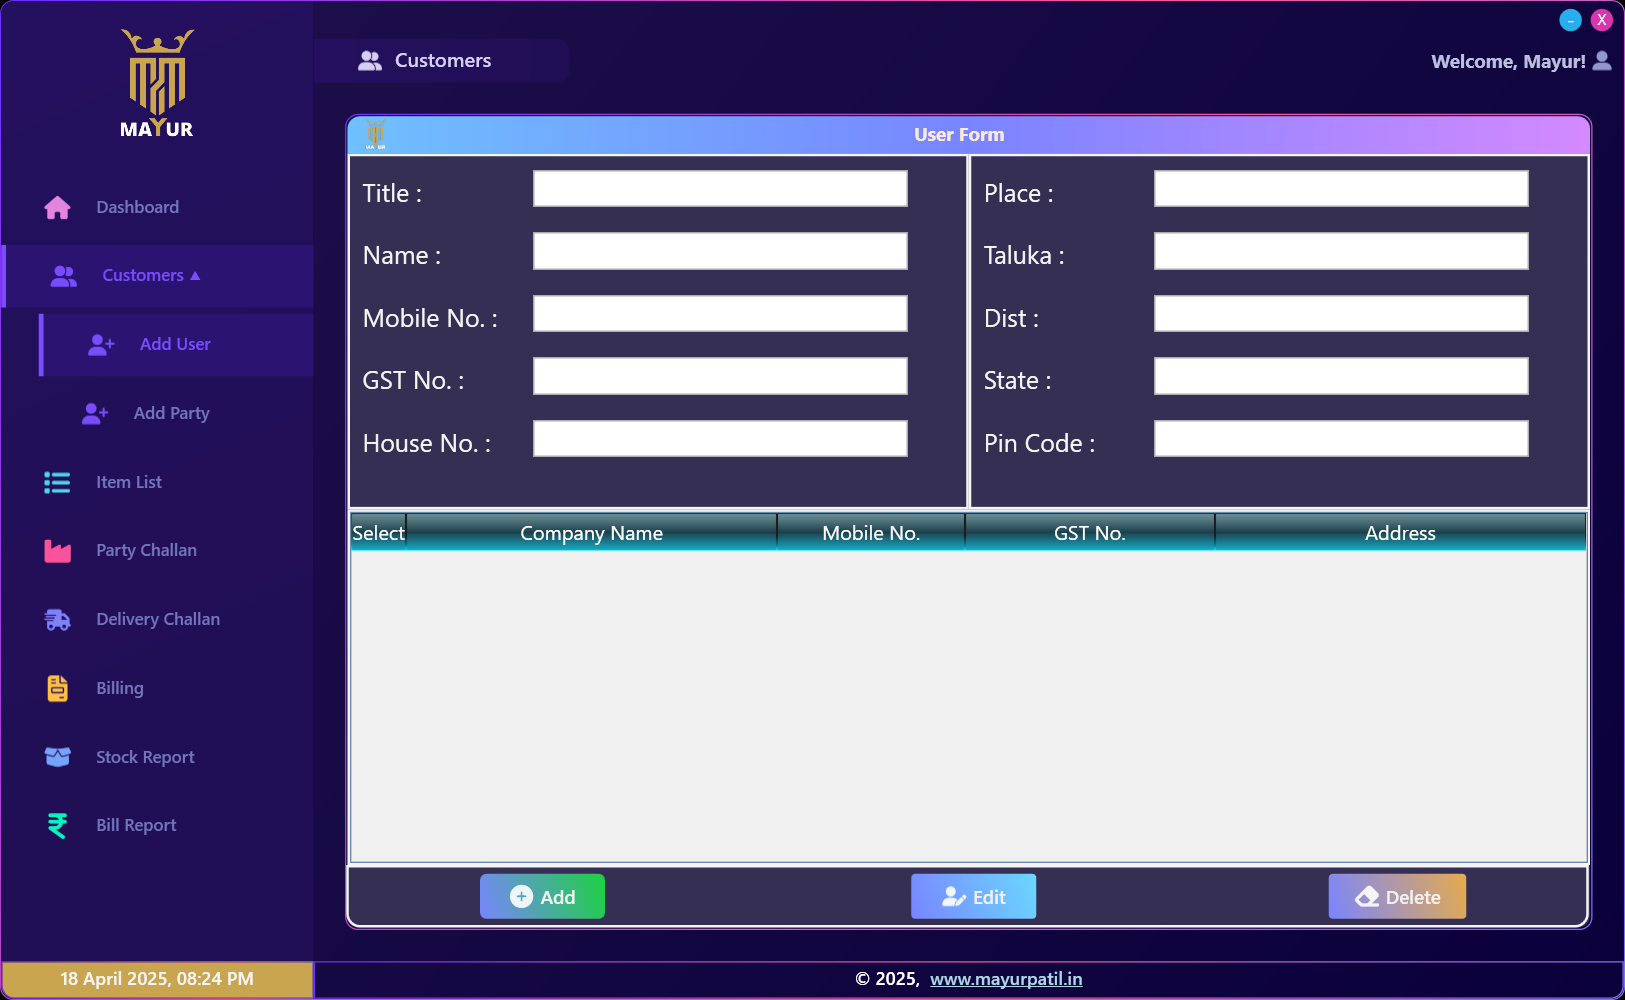 MAYUR
Dashboard
Customers ▲
Add User
Add Party
Item List
Party Challan
Delivery Challan
Billing
Stock Report
Bill Report
18 April 2025, 08:24 PM
Customers
- X
Welcome, Mayur!
MAYUR
User Form
Title :
Name :
Mobile No. :
GST No. :
House No. :
Place :
Taluka :
Dist :
State :
Pin Code :
Select Company Name Mobile No. GST No. Address
Add Edit Delete
© 2025, www.mayurpatil.in